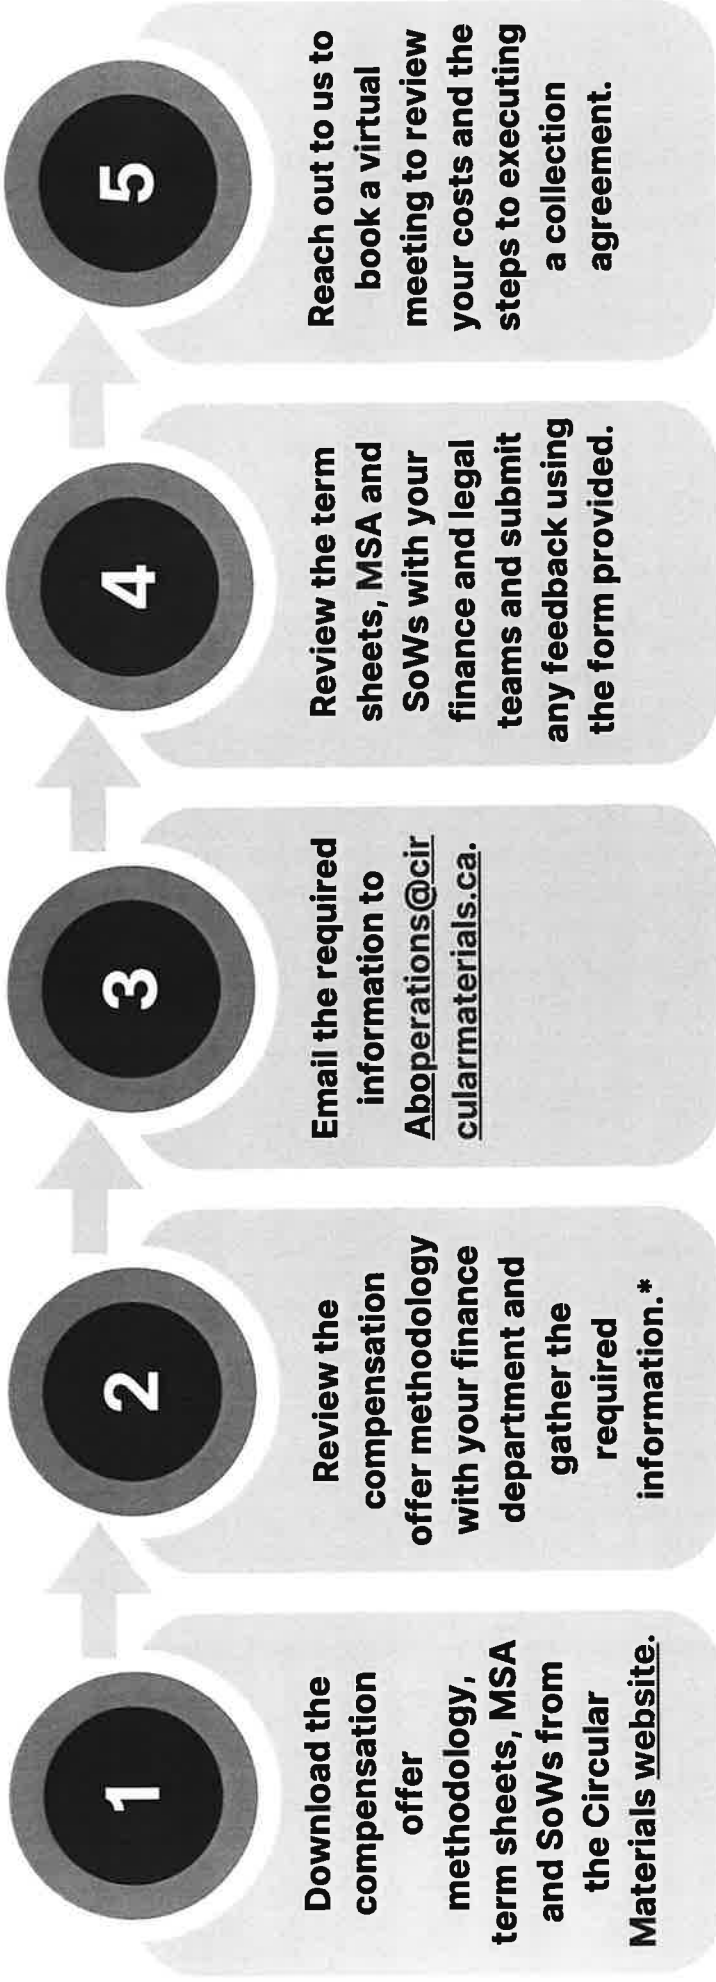 1
Download the
compensation
offer
methodology,
term sheets, MSA
and SoWs from
the Circular
Materials website.
2
Review the
compensation
offer methodology
with your finance
department and
gather the
required
information.*
3
Email the required
information to
Aboperations@cir
cularmaterials.ca.
4
Review the term
sheets, MSA and
SoWs with your
finance and legal
teams and submit
any feedback using
the form provided.
5
Reach out to us to
book a virtual
meeting to review
your costs and the
steps to executing
a collection
agreement.